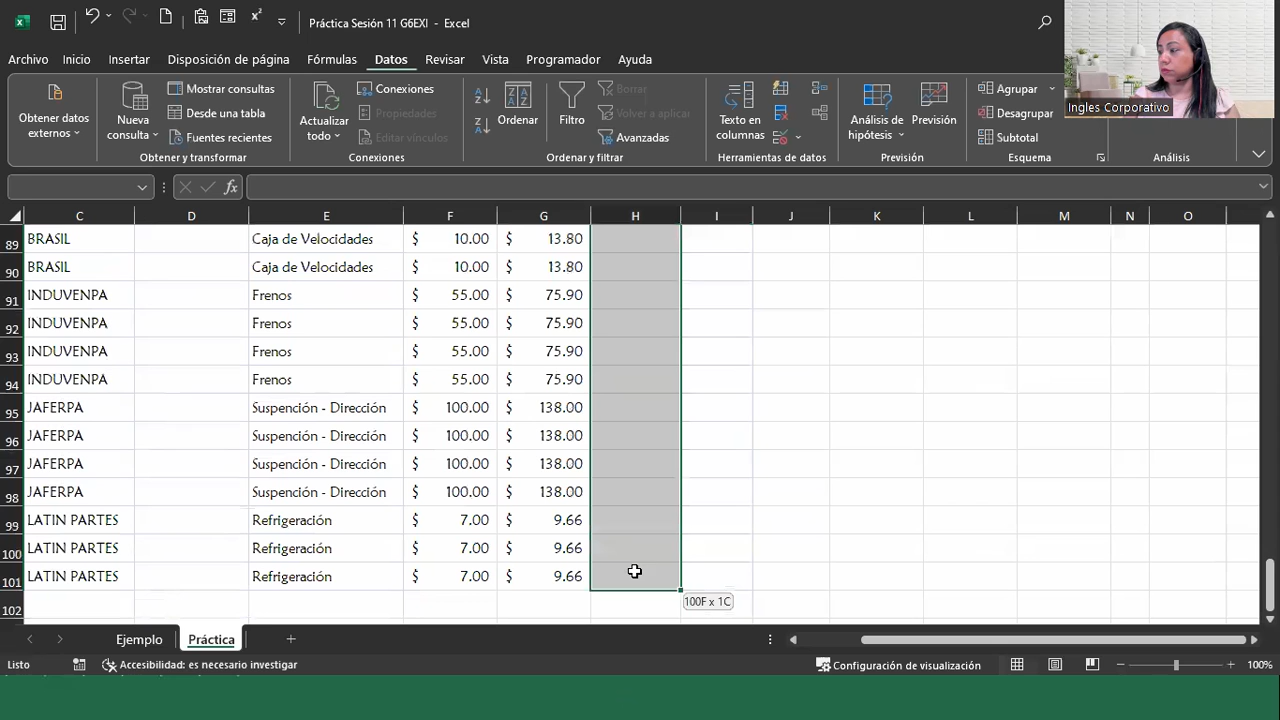 Práctica Sesión 11 G6EXI - Excel
Archivo Inicio Insertar Disposición de página Fórmulas Datos Revisar Vista Programador Ayuda
Obtener datos externos
Nueva consulta
Mostrar consultas
Desde una tabla
Fuentes recientes
Obtener y transformar
Actualizar todo
Conexiones
Propiedades
Editar vínculos
Conexiones
Ordenar
Filtro
Borrar
Volver a aplicar
Avanzadas
Ordenar y filtrar
Texto en columnas
Herramientas de datos
Análisis de hipótesis
Previsión
Previsión
Agrupar
Desagrupar
Subtotal
Esquema
Análisis
Ingles Corporativo
fx
C D E F G H I J K L M N O
89 BRASIL Caja de Velocidades $ 10.00 $ 13.80
90 BRASIL Caja de Velocidades $ 10.00 $ 13.80
91 INDUVENPA Frenos $ 55.00 $ 75.90
92 INDUVENPA Frenos $ 55.00 $ 75.90
93 INDUVENPA Frenos $ 55.00 $ 75.90
94 INDUVENPA Frenos $ 55.00 $ 75.90
95 JAFERPA Suspención - Dirección $ 100.00 $ 138.00
96 JAFERPA Suspención - Dirección $ 100.00 $ 138.00
97 JAFERPA Suspención - Dirección $ 100.00 $ 138.00
98 JAFERPA Suspención - Dirección $ 100.00 $ 138.00
99 LATIN PARTES Refrigeración $ 7.00 $ 9.66
100 LATIN PARTES Refrigeración $ 7.00 $ 9.66
101 LATIN PARTES Refrigeración $ 7.00 $ 9.66
102
100F x 1C
Ejemplo Práctica
Listo Accesibilidad: es necesario investigar Configuración de visualización 100%